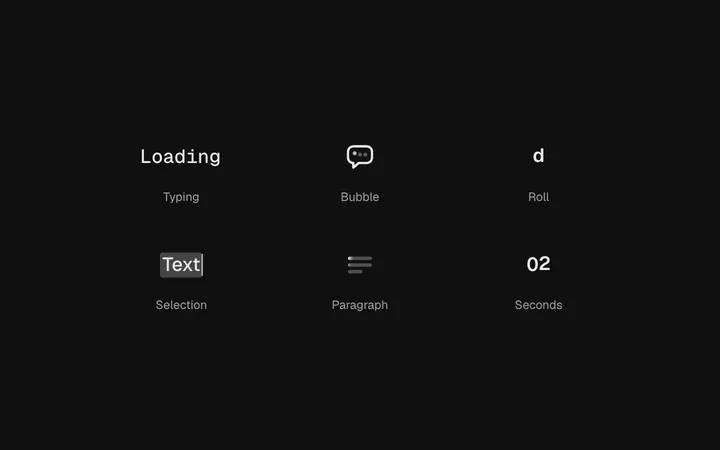 Loading
Typing
Bubble
d
Roll
Text
Selection
Paragraph
02
Seconds